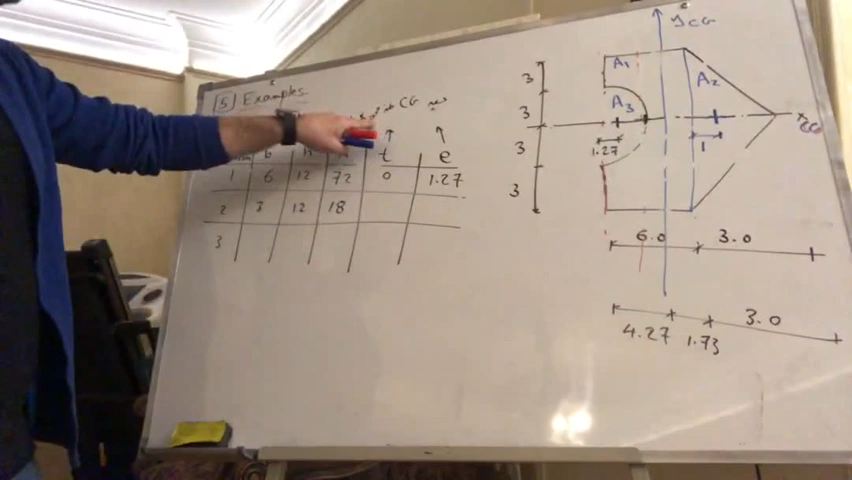 5 Examples
CG
t e
1 6 12 72 0 1.27
2 3 12 18
3
3
3
3
3
A1
A2
A3
1.27
1
yCG
xCG
6.0 3.0
4.27 1.73 3.0